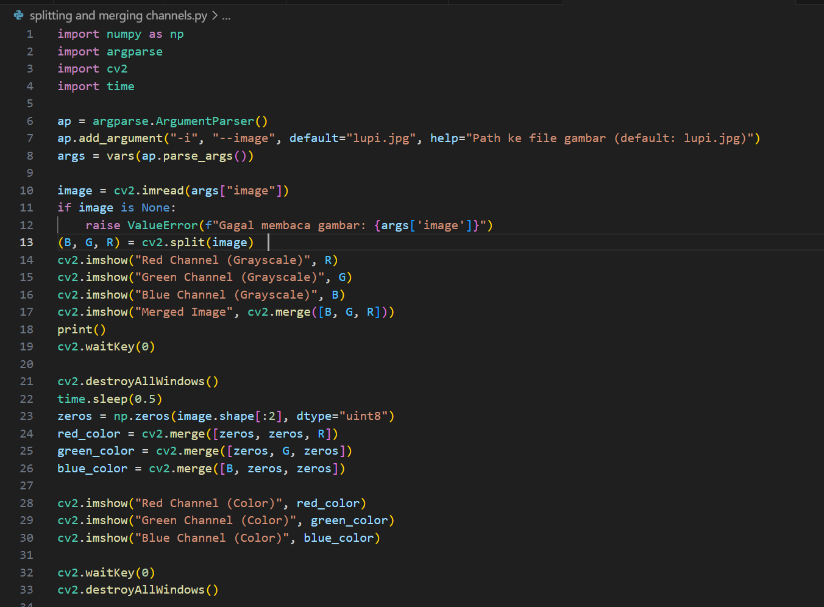 splitting and merging channels.py > ...
1 import numpy as np
2 import argparse
3 import cv2
4 import time
5
6 ap = argparse.ArgumentParser()
7 ap.add_argument("-i", "--image", default="lupi.jpg", help="Path ke file gambar (default: lupi.jpg)")
8 args = vars(ap.parse_args())
9
10 image = cv2.imread(args["image"])
11 if image is None:
12     raise ValueError(f"Gagal membaca gambar: {args['image']}")
13 (B, G, R) = cv2.split(image)
14 cv2.imshow("Red Channel (Grayscale)", R)
15 cv2.imshow("Green Channel (Grayscale)", G)
16 cv2.imshow("Blue Channel (Grayscale)", B)
17 cv2.imshow("Merged Image", cv2.merge([B, G, R]))
18 print()
19 cv2.waitKey(0)
20
21 cv2.destroyAllWindows()
22 time.sleep(0.5)
23 zeros = np.zeros(image.shape[:2], dtype="uint8")
24 red_color = cv2.merge([zeros, zeros, R])
25 green_color = cv2.merge([zeros, G, zeros])
26 blue_color = cv2.merge([B, zeros, zeros])
27
28 cv2.imshow("Red Channel (Color)", red_color)
29 cv2.imshow("Green Channel (Color)", green_color)
30 cv2.imshow("Blue Channel (Color)", blue_color)
31
32 cv2.waitKey(0)
33 cv2.destroyAllWindows()
34